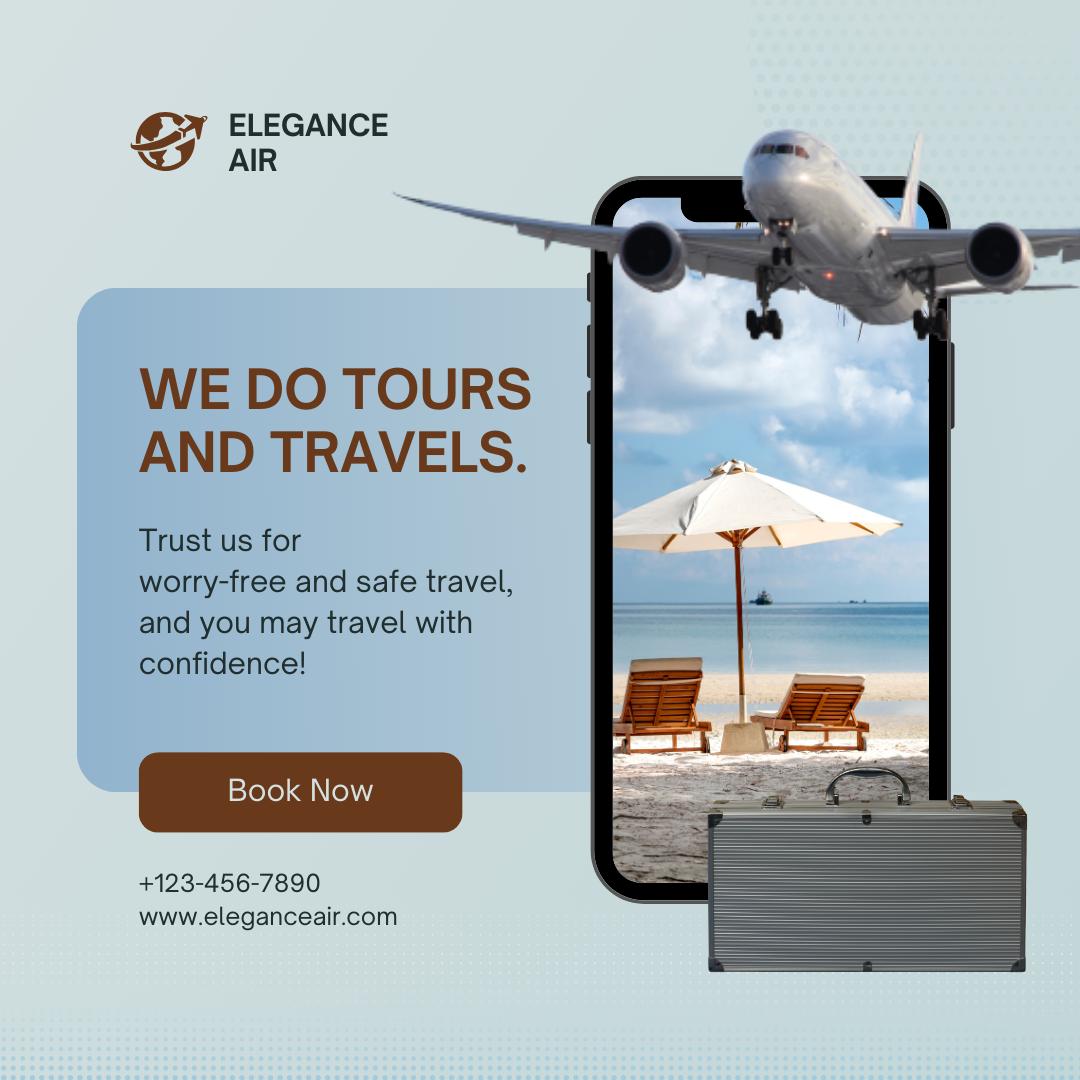 ELEGANCE
AIR
WE DO TOURS
AND TRAVELS.
Trust us for
worry-free and safe travel,
and you may travel with
confidence!
Book Now
+123-456-7890
www.eleganceair.com